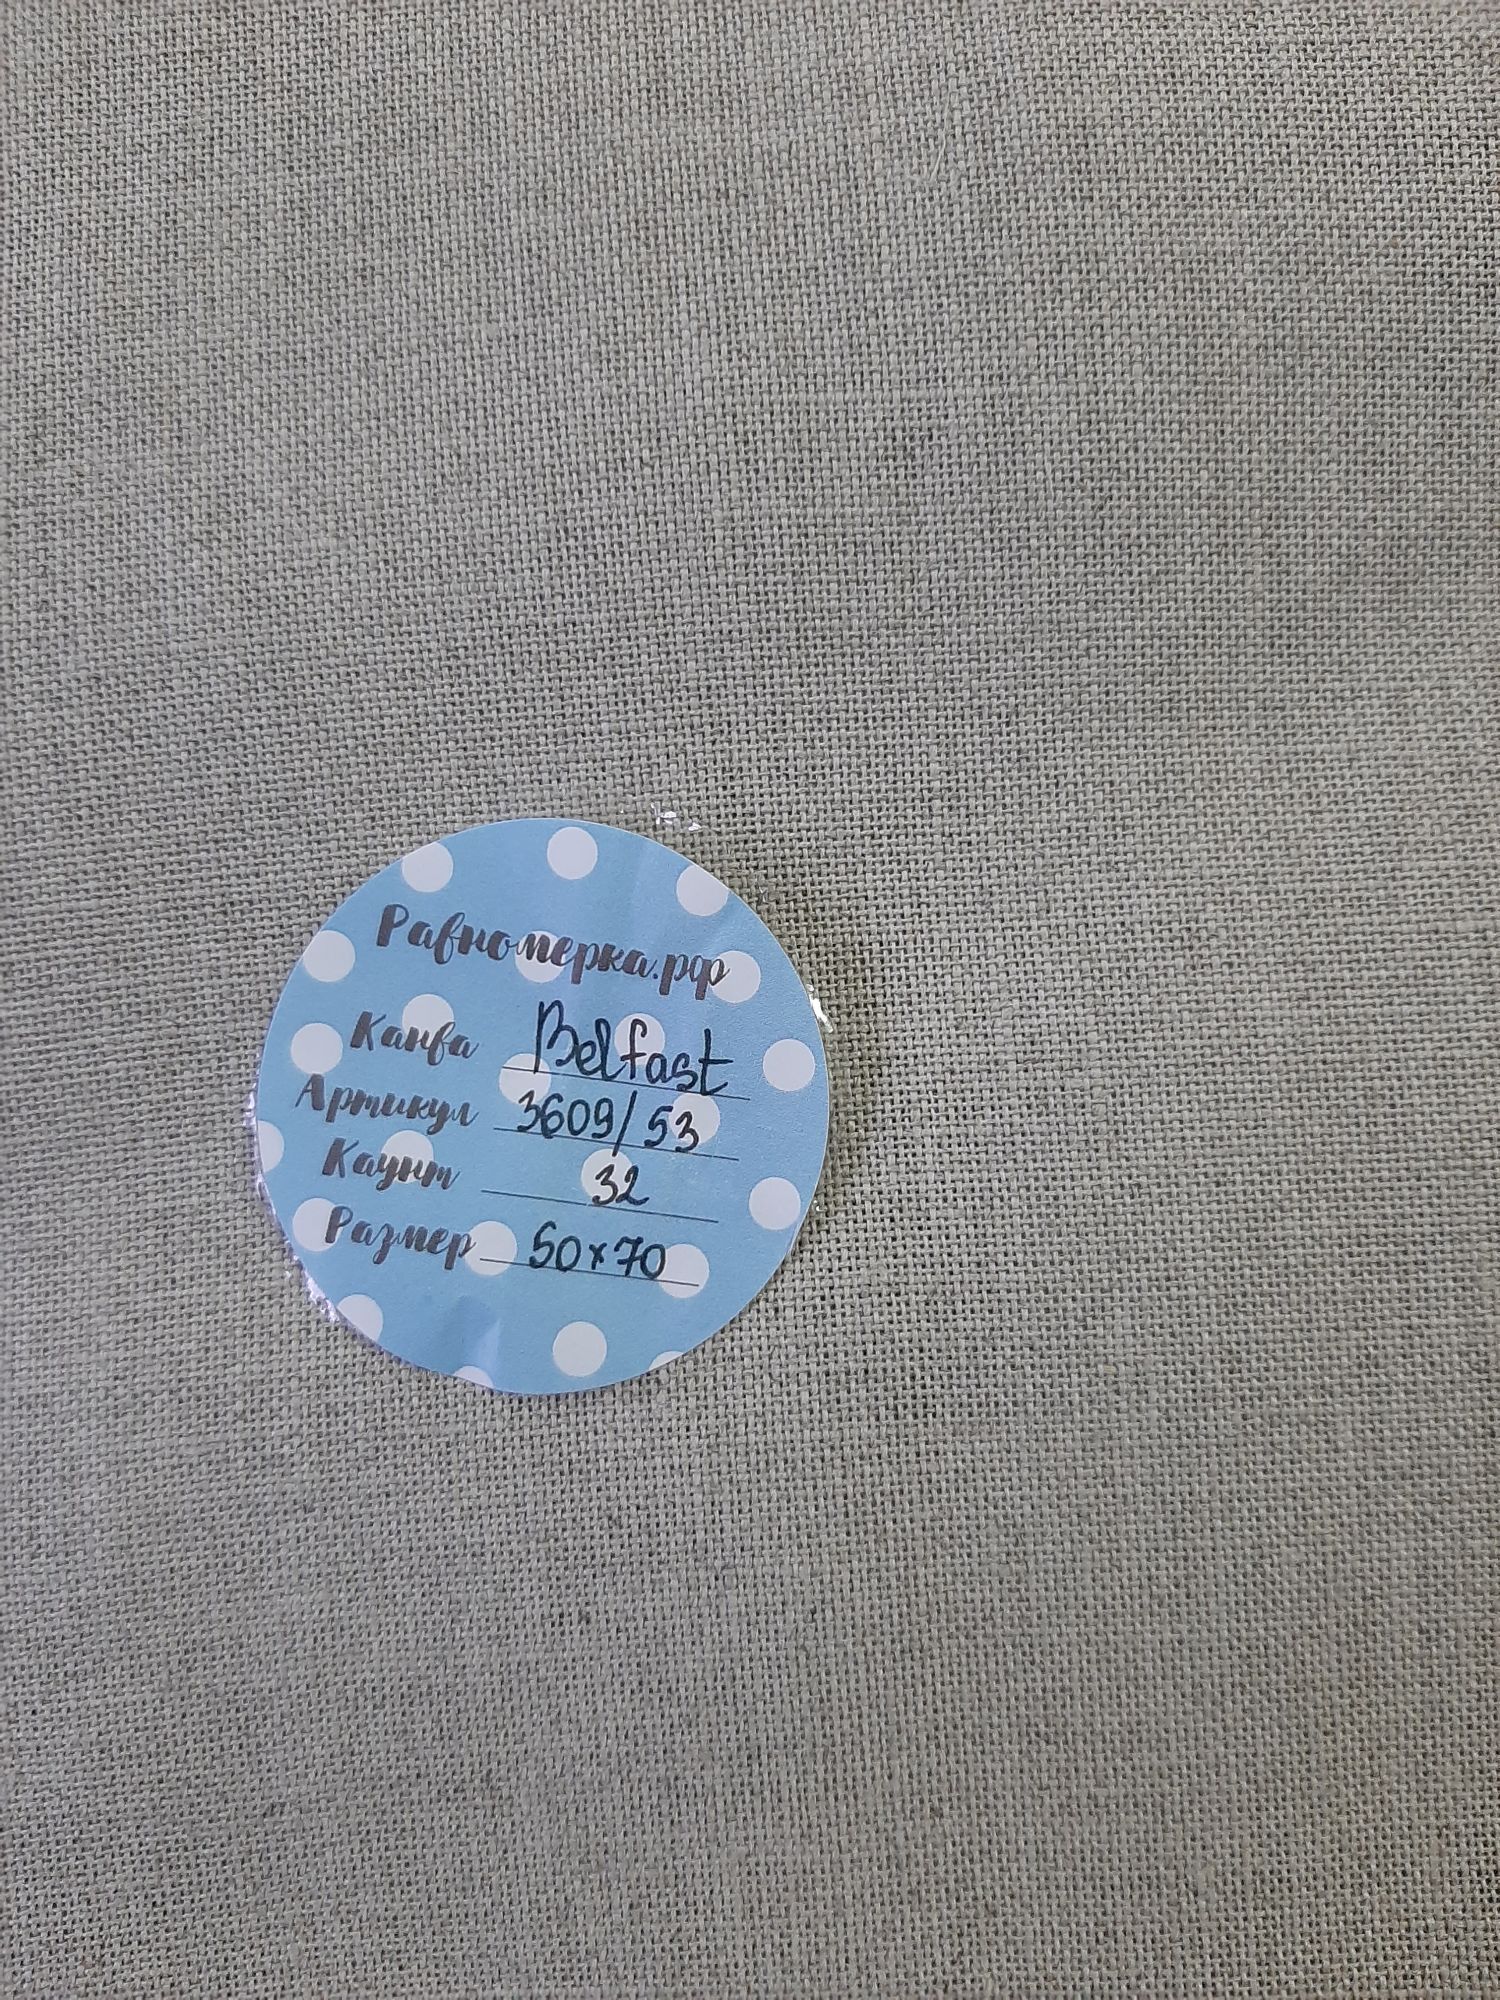 Равномерка.рф
Канва Belfast
Артикул 3609/53
Каунт 32
Размер 50×70